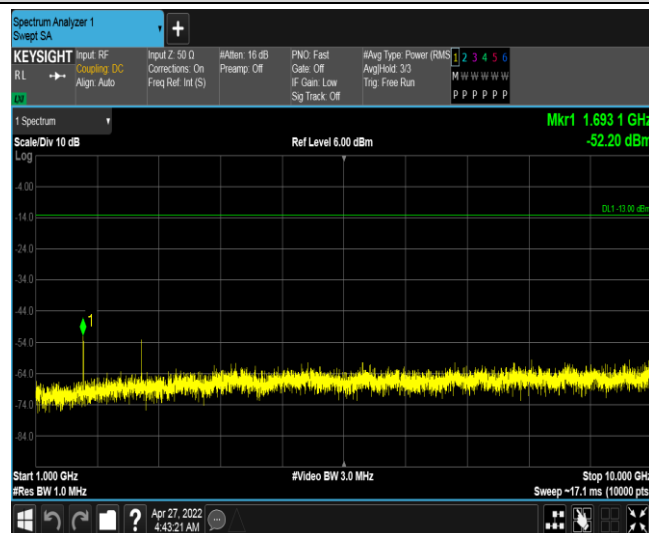 Spectrum Analyzer 1
Swept SA
+
KEYSIGHT Input: RF Input Z: 50 Ω #Atten: 16 dB PNO: Fast #Avg Type: Power (RMS 1 2 3 4 5 6
RL Coupling: DC Corrections: On Preamp: Off Gate: Off Avg|Hold: 3/3 M W W W W W
Align: Auto Freq Ref: Int (S) IF Gain: Low Trig: Free Run
Sig Track: Off P P P P P P
1 Spectrum Mkr1 1.693 1 GHz
Scale/Div 10 dB Ref Level 6.00 dBm -52.20 dBm
Log
-4.00
DL1 -13.00 dBm
-14.0
-24.0
-34.0
-44.0
1
-54.0
-64.0
-74.0
-84.0
Start 1.000 GHz #Video BW 3.0 MHz Stop 10.000 GHz
#Res BW 1.0 MHz Sweep ~17.1 ms (10000 pts)
? Apr 27, 2022
4:43:21 AM